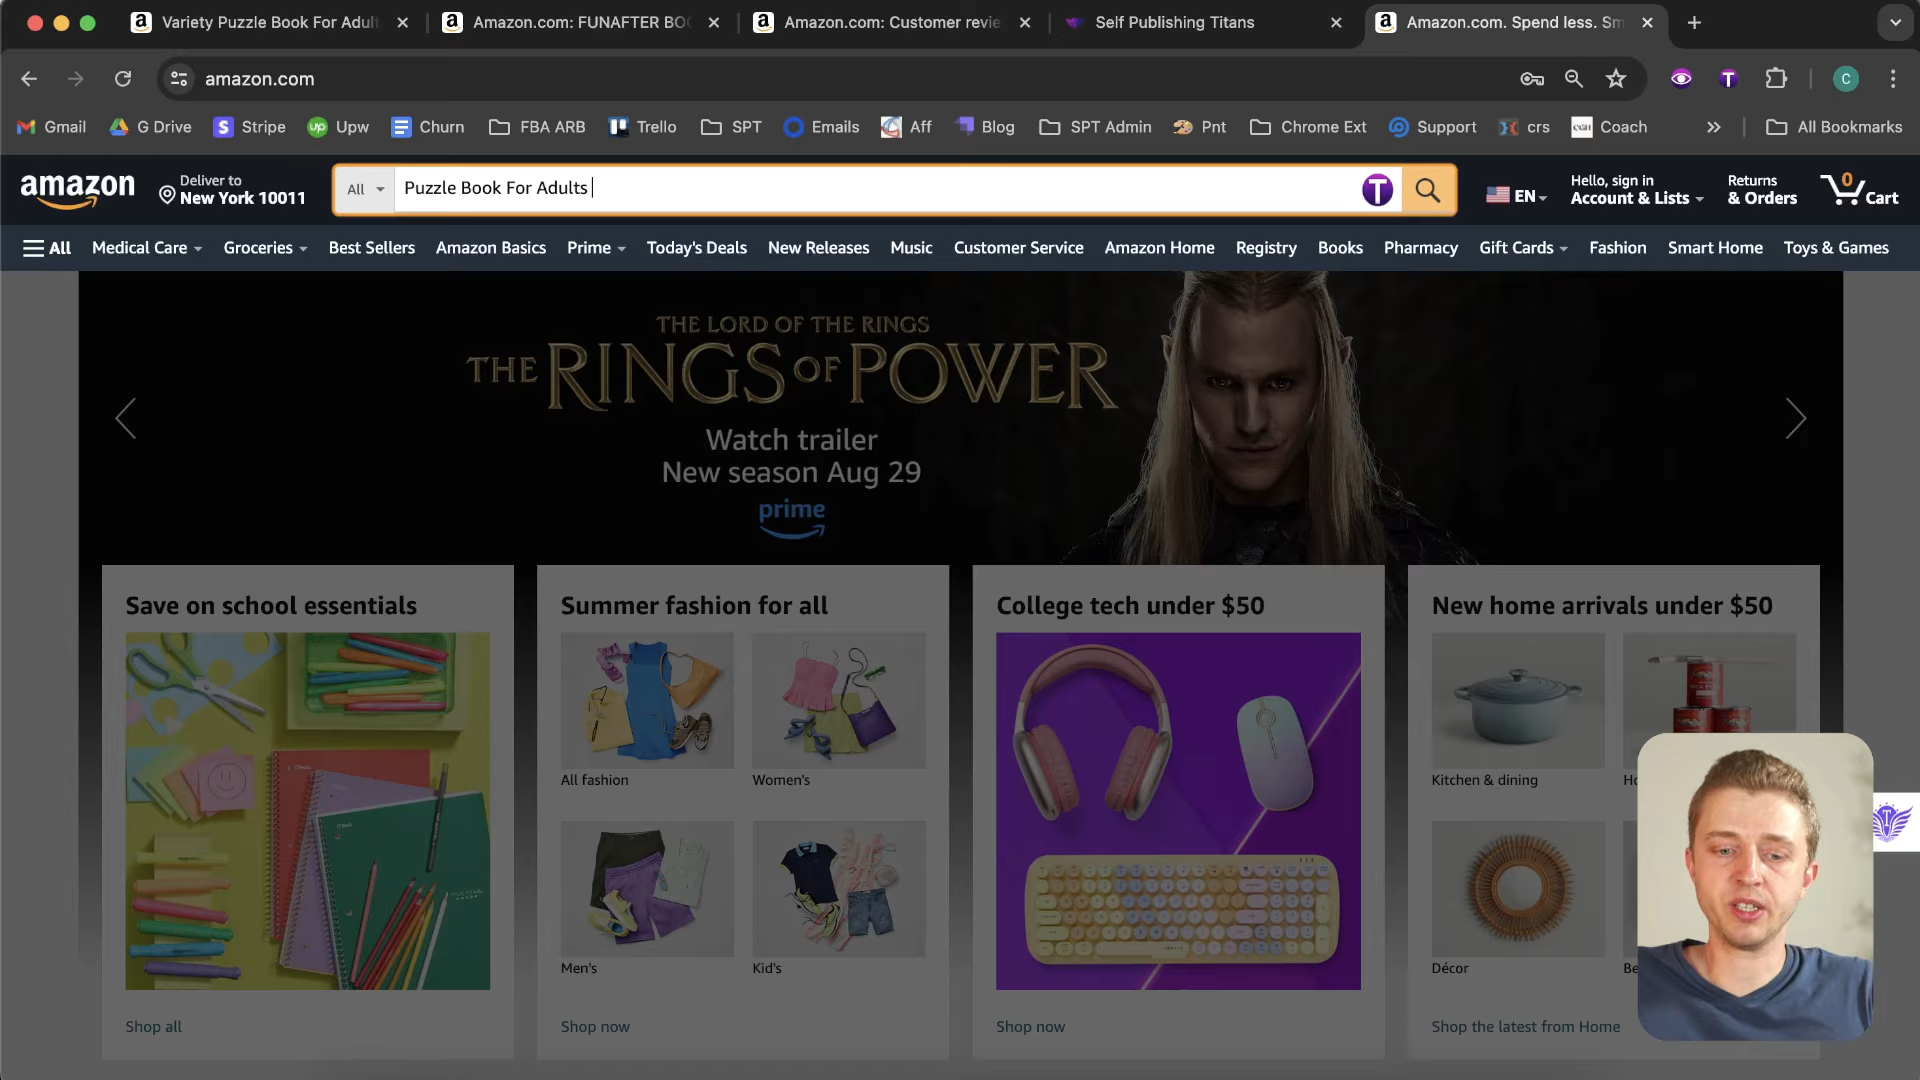 Variety Puzzle Book For Adult
Amazon.com: FUNAFTER BO
Amazon.com: Customer revie
Self Publishing Titans
Amazon.com. Spend less. Sm
amazon.com
C
Gmail
G Drive
Stripe
Upw
Churn
FBA ARB
Trello
SPT
Emails
Aff
Blog
SPT Admin
Pnt
Chrome Ext
Support
crs
Coach
All Bookmarks
amazon
Deliver to
New York 10011
All
Puzzle Book For Adults
T
EN
Hello, sign in
Account & Lists
Returns
& Orders
0
Cart
All
Medical Care
Groceries
Best Sellers
Amazon Basics
Prime
Today's Deals
New Releases
Music
Customer Service
Amazon Home
Registry
Books
Pharmacy
Gift Cards
Fashion
Smart Home
Toys & Games
THE LORD OF THE RINGS
THE RINGS OF POWER
Watch trailer
New season Aug 29
prime
Save on school essentials
Shop all
Summer fashion for all
All fashion
Women's
Men's
Kid's
Shop now
College tech under $50
Shop now
New home arrivals under $50
Kitchen & dining
Décor
Shop the latest from Home